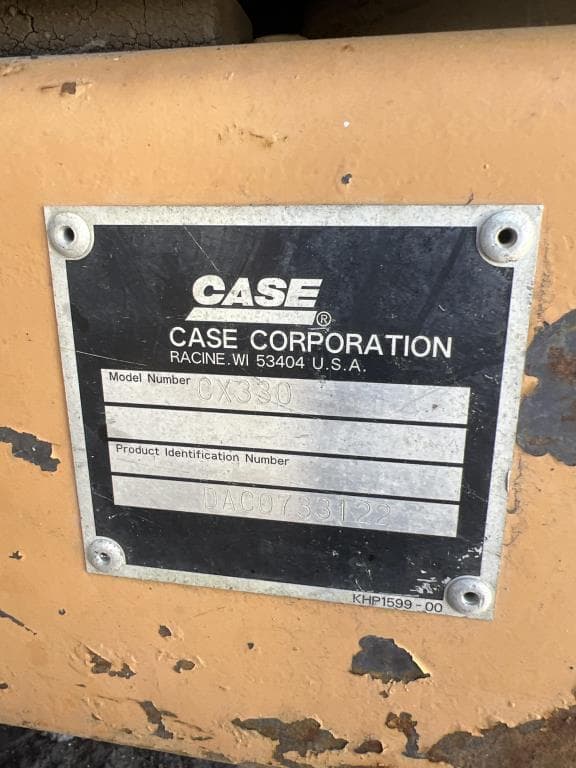 CASE®
CASE CORPORATION
RACINE. WI 53404 U.S.A.
Model Number CX330
Product Identification Number
DAC0733122
KHP1599-00